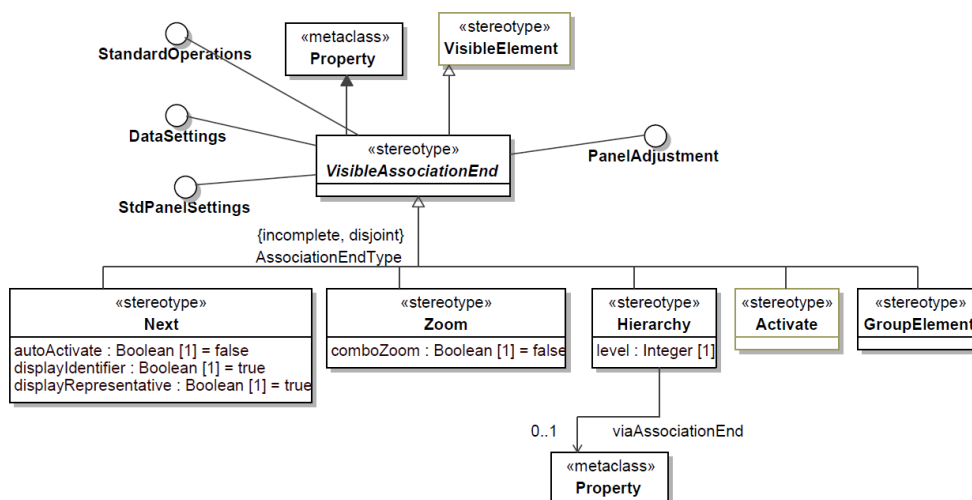 StandardOperations
«metaclass»
Property
«stereotype»
VisibleElement
DataSettings
«stereotype»
VisibleAssociationEnd
PanelAdjustment
StdPanelSettings
{incomplete, disjoint}
AssociationEndType
«stereotype»
Next
autoActivate : Boolean [1] = false
displayIdentifier : Boolean [1] = true
displayRepresentative : Boolean [1] = true
«stereotype»
Zoom
comboZoom : Boolean [1] = false
«stereotype»
Hierarchy
level : Integer [1]
«stereotype»
Activate
«stereotype»
GroupElement
0..1
viaAssociationEnd
«metaclass»
Property